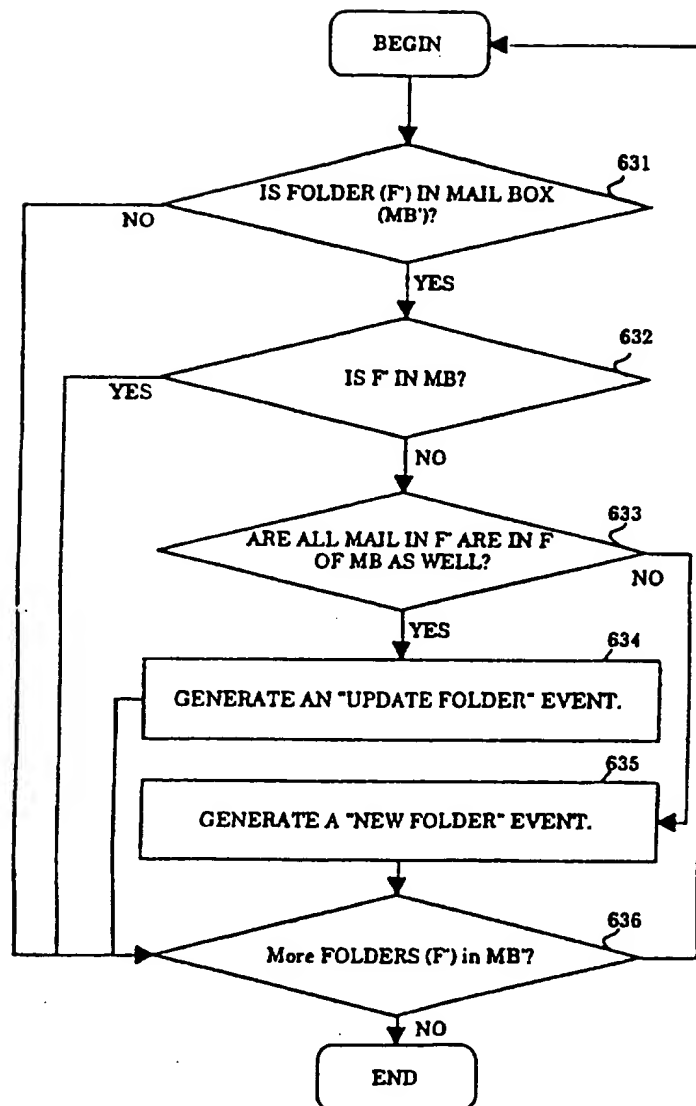 BEGIN
631
IS FOLDER (F') IN MAIL BOX
(MB')?
NO
YES
632
IS F' IN MB?
YES
NO
633
ARE ALL MAIL IN F' ARE IN F
OF MB AS WELL?
NO
YES
634
GENERATE AN "UPDATE FOLDER" EVENT.
635
GENERATE A "NEW FOLDER" EVENT.
636
More FOLDERS (F') in MB'?
NO
END